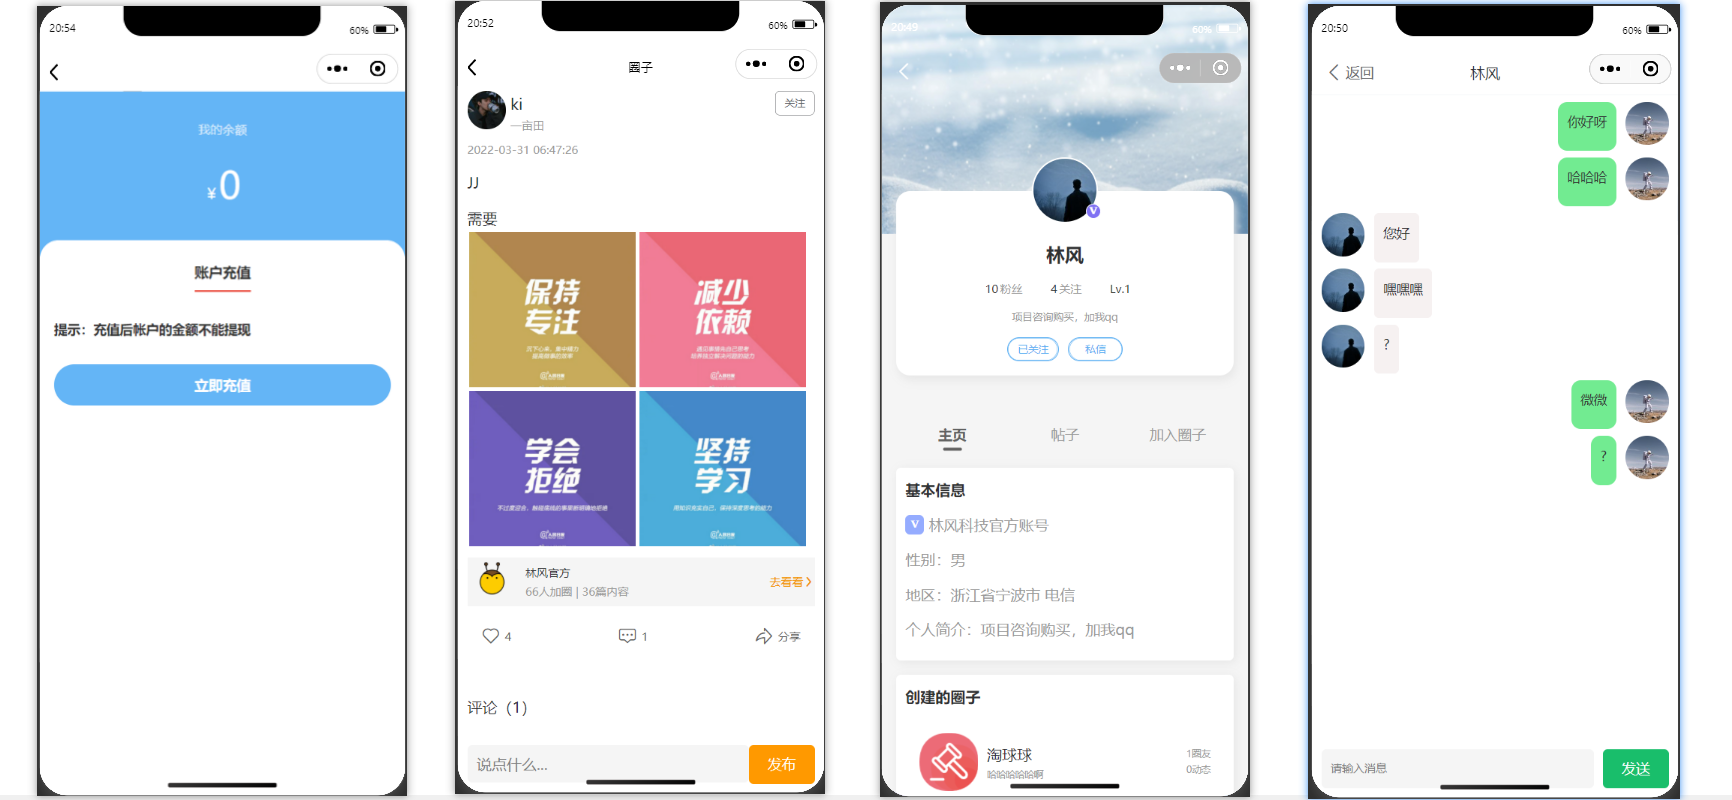 20:54
60%
我的余额
¥0
账户充值
提示：充值后帐户的金额不能提现
立即充值
20:52
60%
圈子
ki
一亩田
关注
2022-03-31 06:47:26
JJ
需要
保持
专注
减少
依赖
学会
拒绝
坚持
学习
林风官方
66人加圈 | 36篇内容
去看看
4
1
分享
评论（1）
说点什么...
发布
20:49
60%
V
林风
10粉丝
4关注
Lv.1
项目咨询购买，加我qq
已关注
私信
主页
帖子
加入圈子
基本信息
V 林风科技官方账号
性别：男
地区：浙江省宁波市 电信
个人简介：项目咨询购买，加我qq
创建的圈子
淘球球
哈哈哈哈哈啊
1圈友
0动态
20:50
60%
返回
林风
你好呀
哈哈哈
您好
嘿嘿嘿
?
微微
?
请输入消息
发送